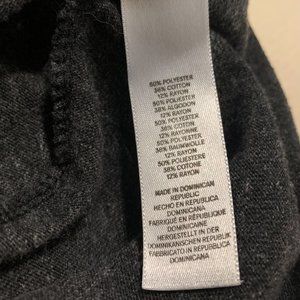 50% POLYESTER
38% COTTON
12% RAYON
50% POLIESTER
38% ALGODON
12% RAYON
50% POLYESTER
38% COTON
12% RAYONNE
50% POLYESTER
38% BAUMWOLLE
12% RAYON
50% POLIESTERE
38% COTONE
12% RAYON
MADE IN DOMINICAN
REPUBLIC
HECHO EN REPUBLICA
DOMINICANA
FABRIQUÉ EN RÉPUBLIQUE
DOMINICAINE
HERGESTELLT IN DER
DOMINIKANISCHEN REPUBLIK
FABBRICATO IN REPUBBLICA
DOMINICANA